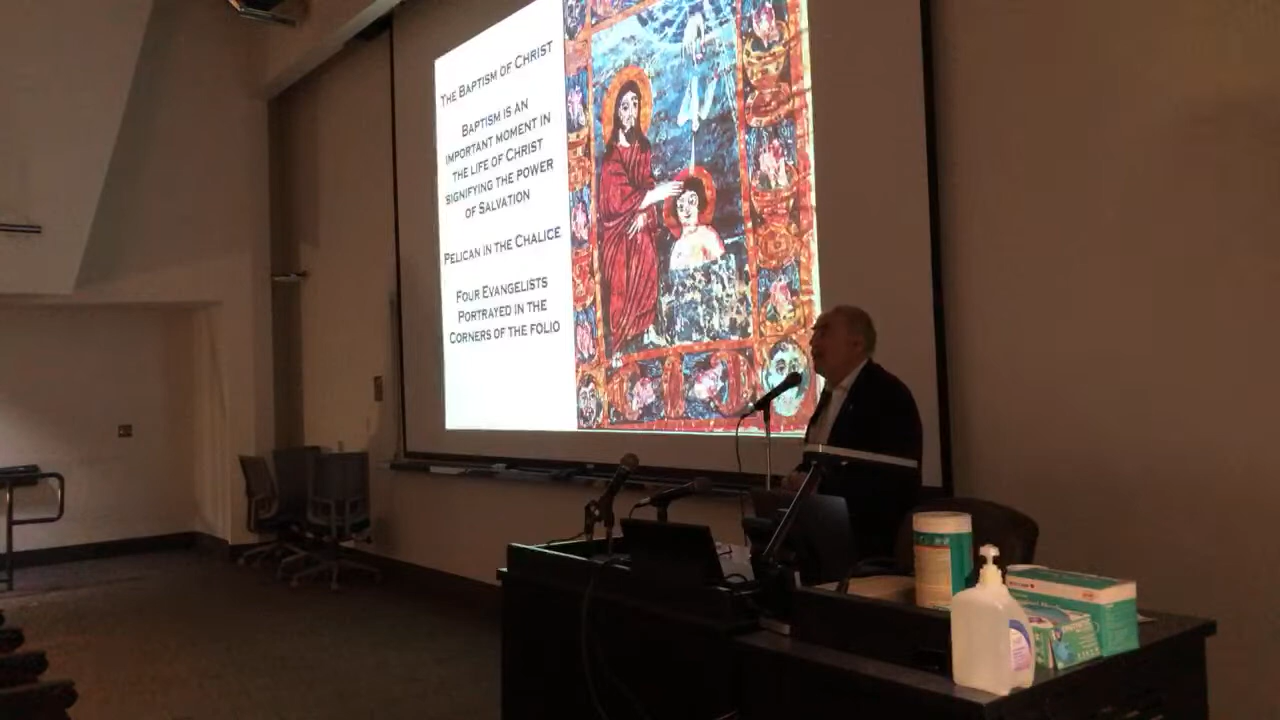 The Baptism of Christ
Baptism is an
important moment in
the life of Christ
signifying the power
of Salvation
Pelican in the Chalice
Four Evangelists
Portrayed in the
Corners of the folio